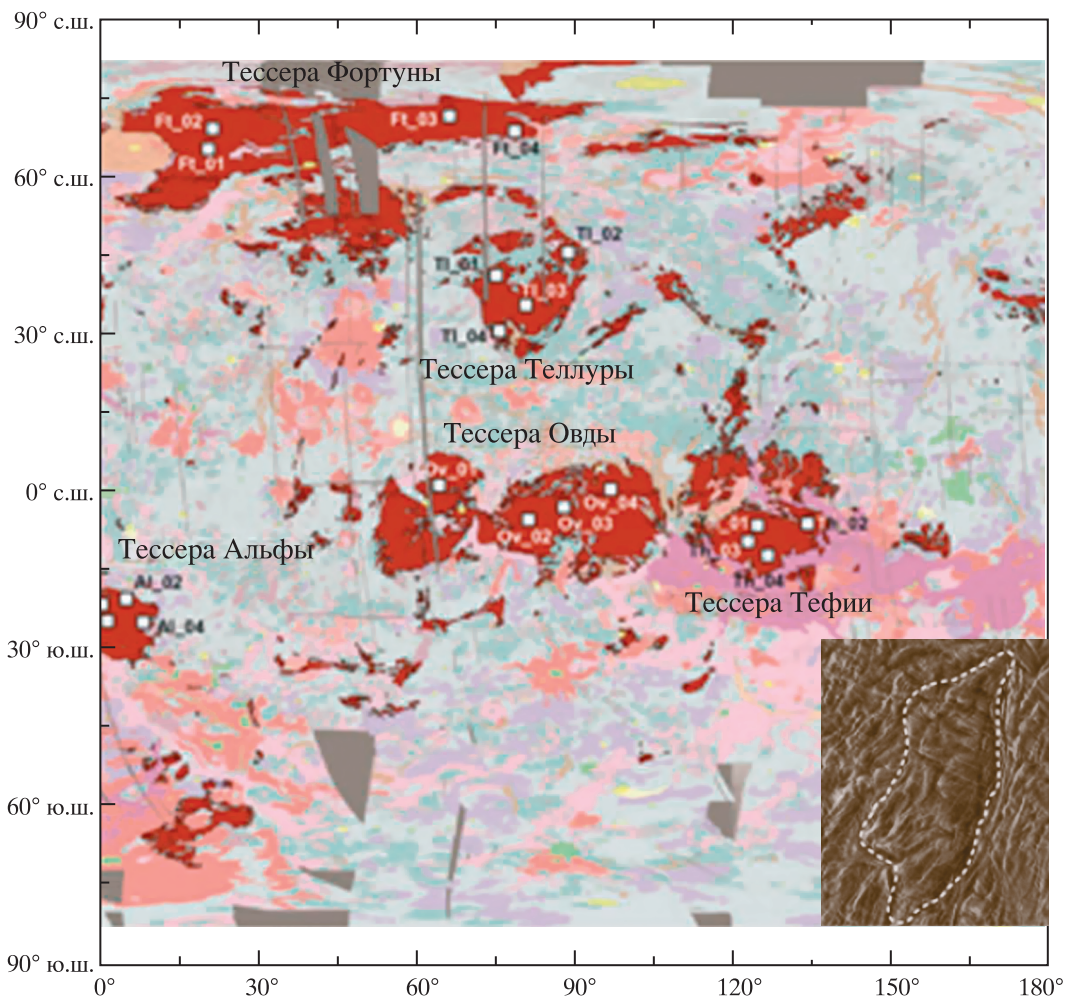 90° с.ш.
Тессера Фортуны
Ft_02
Ft_03
Ft_01
Ft_04
60° с.ш.
Tl_02
Tl_01
Tl_03
Tl_04
30° с.ш.
Тессера Теллуры
Тессера Овды
0° с.ш.
Ov_04
Ov_03
Ov_02
Th_02
Th_03
Th_04
Тессера Альфы
Al_02
Al_04
Тессера Тефии
30° ю.ш.
60° ю.ш.
90° ю.ш.
0° 30° 60° 90° 120° 150° 180°